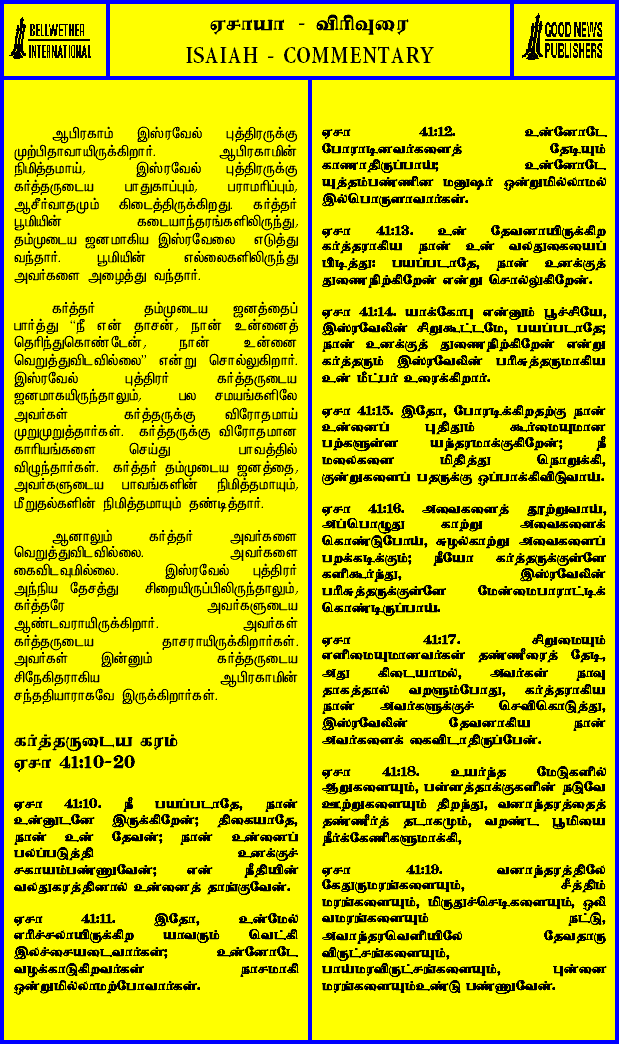 BELLWETHER
INTERNATIONAL
ஏசாயா - விரிவுரை
ISAIAH - COMMENTARY
GOOD NEWS
PUBLISHERS
ஆபிரகாம் இஸ்ரவேல் புத்திரருக்கு
முற்பிதாவாயிருக்கிறார். ஆபிரகாமின்
நிமித்தமாய், இஸ்ரவேல் புத்திரருக்கு
கர்த்தருடைய பாதுகாப்பும், பராமரிப்பும்,
ஆசீர்வாதமும் கிடைத்திருக்கிறது. கர்த்தர்
பூமியின் கடையாந்தரங்களிலிருந்து,
தம்முடைய ஜனமாகிய இஸ்ரவேலை எடுத்து
வந்தார். பூமியின் எல்லைகளிலிருந்து
அவர்களை அழைத்து வந்தார்.
கர்த்தர் தம்முடைய ஜனத்தைப்
பார்த்து "நீ என் தாசன், நான் உன்னைத்
தெரிந்துகொண்டேன், நான் உன்னை
வெறுத்துவிடவில்லை" என்று சொல்லுகிறார்.
இஸ்ரவேல் புத்திரர் கர்த்தருடைய
ஜனமாகயிருந்தாலும், பல சமயங்களிலே
அவர்கள் கர்த்தருக்கு விரோதமாய்
முறுமுறுத்தார்கள். கர்த்தருக்கு விரோதமான
காரியங்களை செய்து பாவத்தில்
விழுந்தார்கள். கர்த்தர் தம்முடைய ஜனத்தை,
அவர்களுடைய பாவங்களின் நிமித்தமாயும்,
மீறுதல்களின் நிமித்தமாயும் தண்டித்தார்.
ஆனாலும் கர்த்தர் அவர்களை
வெறுத்துவிடவில்லை. அவர்களை
கைவிடவுமில்லை. இஸ்ரவேல் புத்திரர்
அந்நிய தேசத்து சிறையிருப்பிலிருந்தாலும்,
கர்த்தரே அவர்களுடைய
ஆண்டவராயிருக்கிறார். அவர்கள்
கர்த்தருடைய தாசராயிருக்கிறார்கள்.
அவர்கள் இன்னும் கர்த்தருடைய
சிநேகிதராகிய ஆபிரகாமின்
சந்ததியாராகவே இருக்கிறார்கள்.
கர்த்தருடைய கரம்
ஏசா 41:10-20
ஏசா 41:10. நீ பயப்படாதே, நான்
உன்னுடனே இருக்கிறேன்; திகையாதே,
நான் உன் தேவன்; நான் உன்னைப்
பலப்படுத்தி உனக்குச்
சகாயம்பண்ணுவேன்; என் நீதியின்
வலதுகரத்தினால் உன்னைத் தாங்குவேன்.
ஏசா 41:11. இதோ, உன்மேல்
எரிச்சலாயிருக்கிற யாவரும் வெட்கி
இலச்சையடைவார்கள்; உன்னோடே
வழக்காடுகிறவர்கள் நாசமாகி
ஒன்றுமில்லாமற்போவார்கள்.
ஏசா 41:12. உன்னோடே
போராடினவர்களைத் தேடியும்
காணாதிருப்பாய்; உன்னோடே
யுத்தம்பண்ணின மனுஷர் ஒன்றுமில்லாமல்
இல்பொருளாவார்கள்.
ஏசா 41:13. உன் தேவனாயிருக்கிற
கர்த்தராகிய நான் உன் வலதுகையைப்
பிடித்து: பயப்படாதே, நான் உனக்குத்
துணைநிற்கிறேன் என்று சொல்லுகிறேன்.
ஏசா 41:14. யாக்கோபு என்னும் பூச்சியே,
இஸ்ரவேலின் சிறுகூட்டமே, பயப்படாதே;
நான் உனக்குத் துணைநிற்கிறேன் என்று
கர்த்தரும் இஸ்ரவேலின் பரிசுத்தருமாகிய
உன் மீட்பர் உரைக்கிறார்.
ஏசா 41:15. இதோ, போரடிக்கிறதற்கு நான்
உன்னைப் புதிதும் கூர்மையுமான
பற்களுள்ள யந்தரமாக்குகிறேன்; நீ
மலைகளை மிதித்து நொறுக்கி,
குன்றுகளைப் பதருக்கு ஒப்பாக்கிவிடுவாய்.
ஏசா 41:16. அவைகளைத் தூற்றுவாய்,
அப்பொழுது காற்று அவைகளைக்
கொண்டுபோய், சுழல்காற்று அவைகளைப்
பறக்கடிக்கும்; நீயோ கர்த்தருக்குள்ளே
களிகூர்ந்து, இஸ்ரவேலின்
பரிசுத்தருக்குள்ளே மேன்மைபாராட்டிக்
கொண்டிருப்பாய்.
ஏசா 41:17. சிறுமையும்
எளிமையுமானவர்கள் தண்ணீரைத் தேடி,
அது கிடையாமல், அவர்கள் நாவு
தாகத்தால் வறளும்போது, கர்த்தராகிய
நான் அவர்களுக்குச் செவிகொடுத்து,
இஸ்ரவேலின் தேவனாகிய நான்
அவர்களைக் கைவிடாதிருப்பேன்.
ஏசா 41:18. உயர்ந்த மேடுகளில்
ஆறுகளையும், பள்ளத்தாக்குகளின் நடுவே
ஊற்றுகளையும் திறந்து, வனாந்தரத்தைத்
தண்ணீர்த் தடாகமும், வறண்ட பூமியை
நீர்க்கேணிகளுமாக்கி,
ஏசா 41:19. வனாந்தரத்திலே
கேதுருமரங்களையும், சீத்திம்
மரங்களையும், மிருதுச்செடிகளையும், ஒலி
வமரங்களையும் நட்டு,
அவாந்தரவெளியிலே தேவதாரு
விருட்சங்களையும்,
பாய்மரவிருட்சங்களையும், புன்னை
மரங்களையும்உண்டு பண்ணுவேன்.